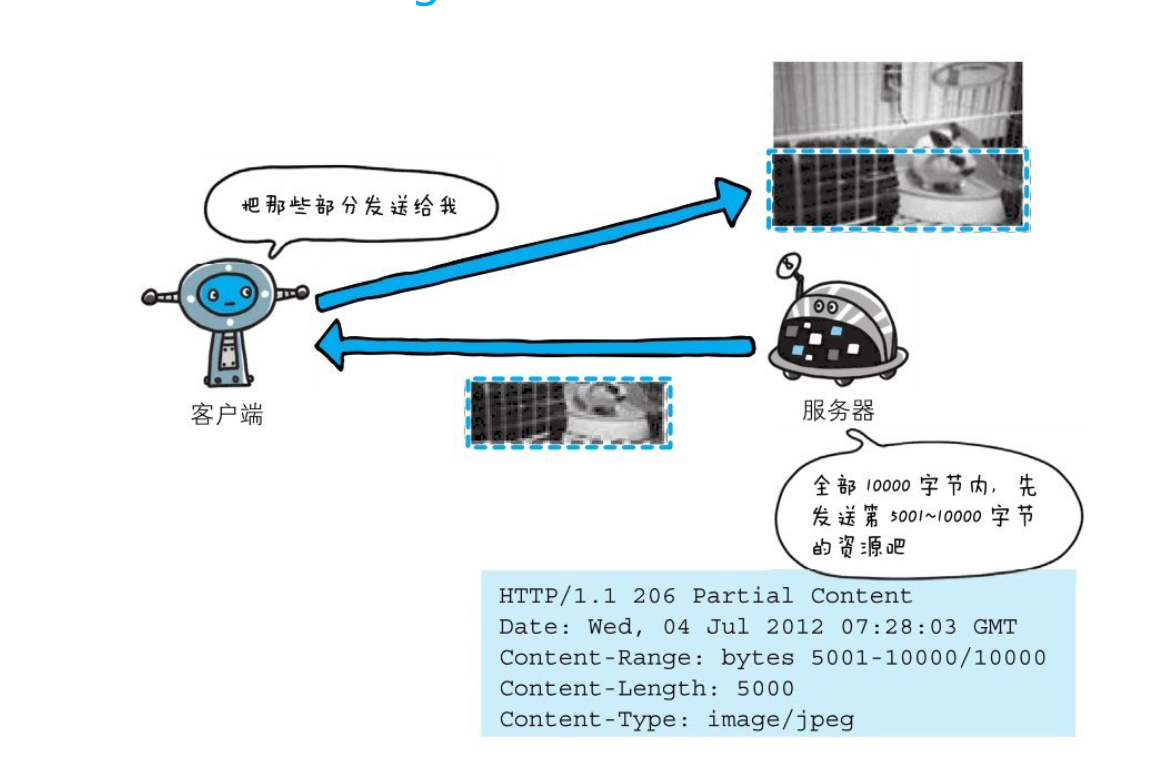 把那些部分发送给我
客户端
服务器
全部 10000 字节内, 先
发送第 5001~10000 字节
的资源吧
HTTP/1.1 206 Partial Content
Date: Wed, 04 Jul 2012 07:28:03 GMT
Content-Range: bytes 5001-10000/10000
Content-Length: 5000
Content-Type: image/jpeg